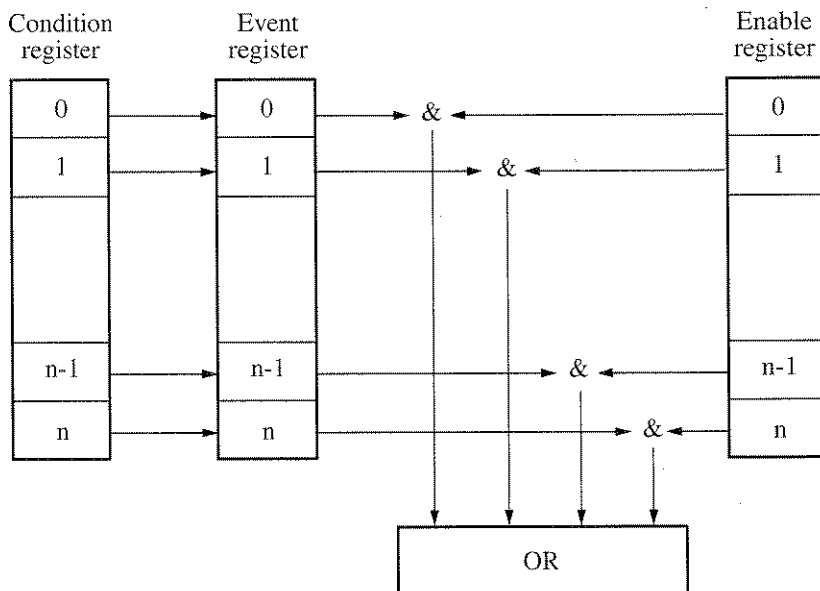 Condition
register
Event
register
Enable
register
0
0
&
0
1
1
&
1
n-1
n-1
&
n-1
n
n
&
n
OR